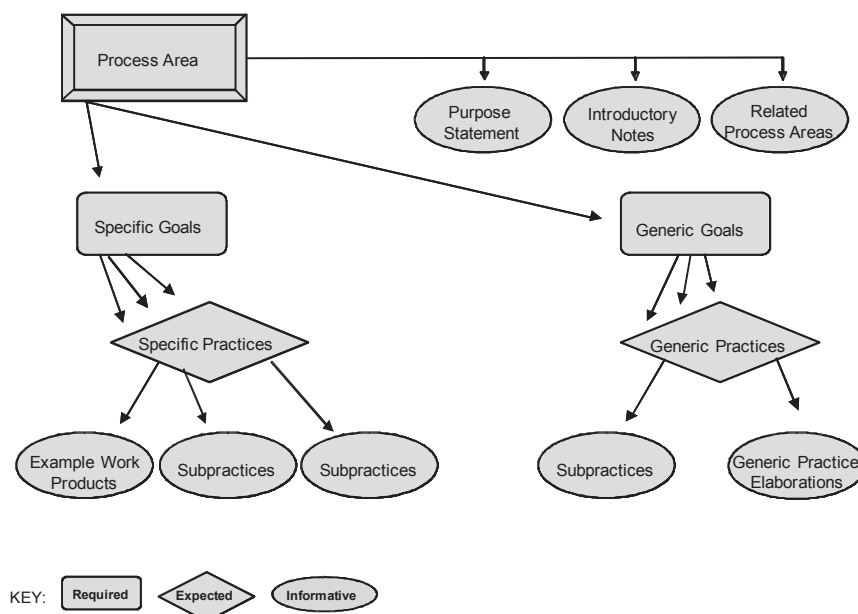 Process Area
Purpose
Statement
Introductory
Notes
Related
Process Areas
Specific Goals
Generic Goals
Specific Practices
Generic Practices
Example Work
Products
Subpractices
Subpractices
Subpractices
Generic Practice
Elaborations
KEY:
Required
Expected
Informative